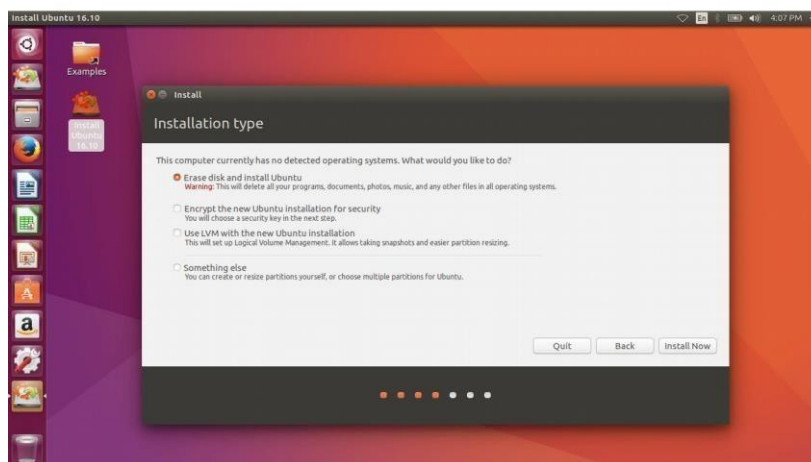 Install Ubuntu 16.10
En
4:07 PM
Examples
Install
Ubuntu
16.10
Install
Installation type
This computer currently has no detected operating systems. What would you like to do?
Erase disk and install Ubuntu
Warning: This will delete all your programs, documents, photos, music, and any other files in all operating systems.
Encrypt the new Ubuntu installation for security
You will choose a security key in the next step.
Use LVM with the new Ubuntu installation
This will set up Logical Volume Management. It allows taking snapshots and easier partition resizing.
Something else
You can create or resize partitions yourself, or choose multiple partitions for Ubuntu.
Quit
Back
Install Now
a